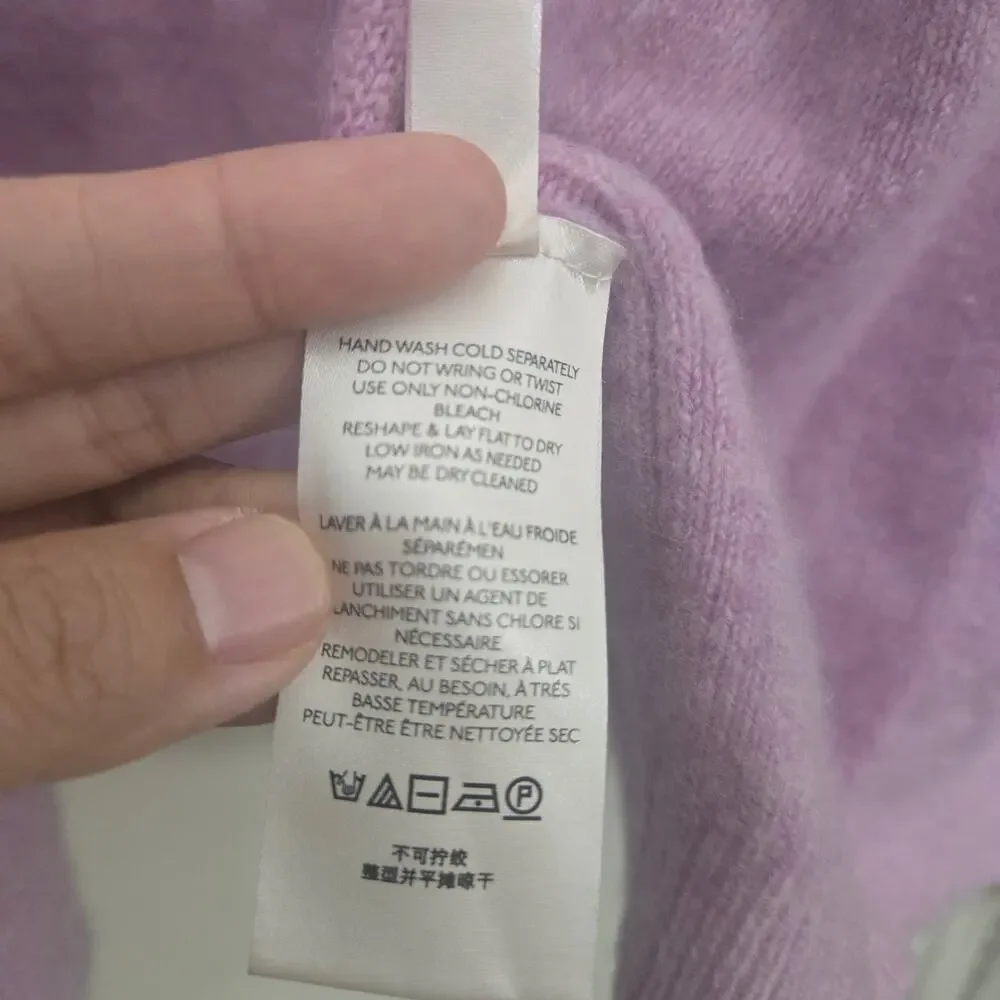 HAND WASH COLD SEPARATELY
DO NOT WRING OR TWIST
USE ONLY NON-CHLORINE
BLEACH
RESHAPE & LAY FLAT TO DRY
LOW IRON AS NEEDED
MAY BE DRY CLEANED
LAVER À LA MAIN À L'EAU FROIDE
SÉPARÉMEN
NE PAS TORDRE OU ESSORER
UTILISER UN AGENT DE
LANCHIMENT SANS CHLORE SI
NÉCESSAIRE
REMODELER ET SÉCHER À PLAT
REPASSER, AU BESOIN, À TRÉS
BASSE TEMPÉRATURE
PEUT-ÊTRE ÊTRE NETTOYÉE SEC
P
不可拧绞
整型并平摊晾干